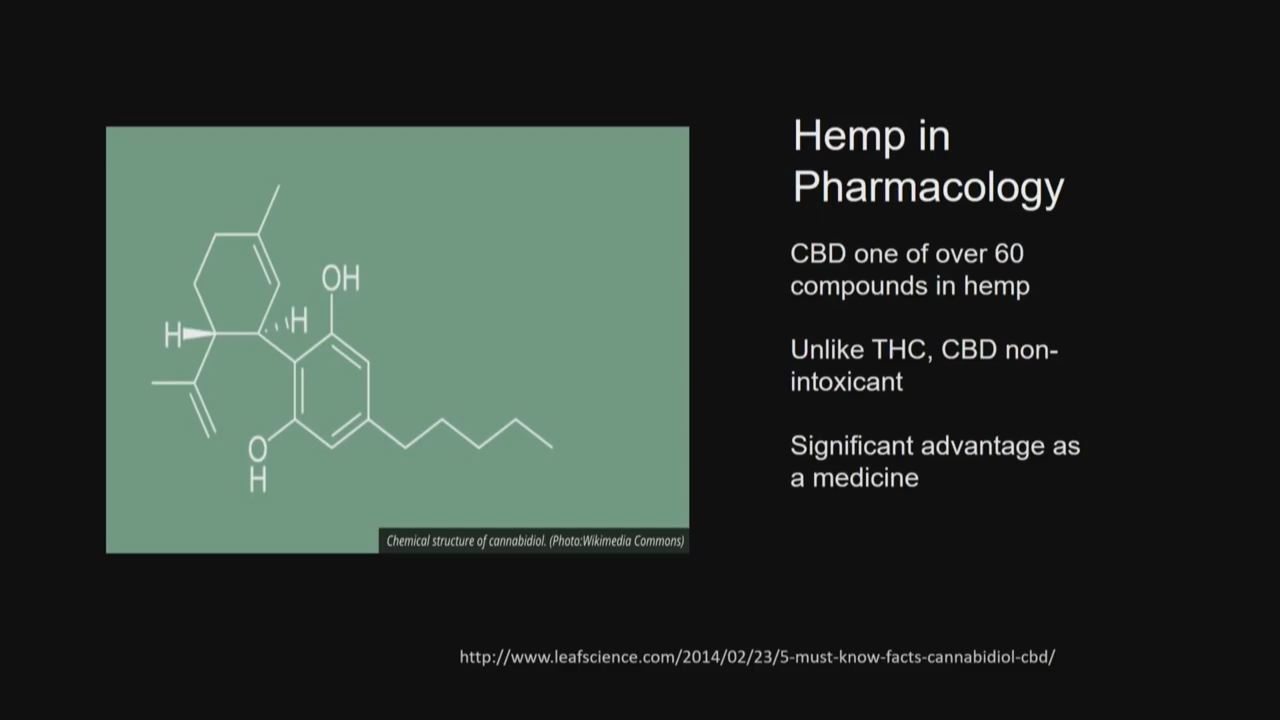 Hemp in
Pharmacology
CBD one of over 60
compounds in hemp
Unlike THC, CBD non-
intoxicant
Significant advantage as
a medicine
OH
H
H
O
H
Chemical structure of cannabidiol. (Photo:Wikimedia Commons)
http://www.leafscience.com/2014/02/23/5-must-know-facts-cannabidiol-cbd/